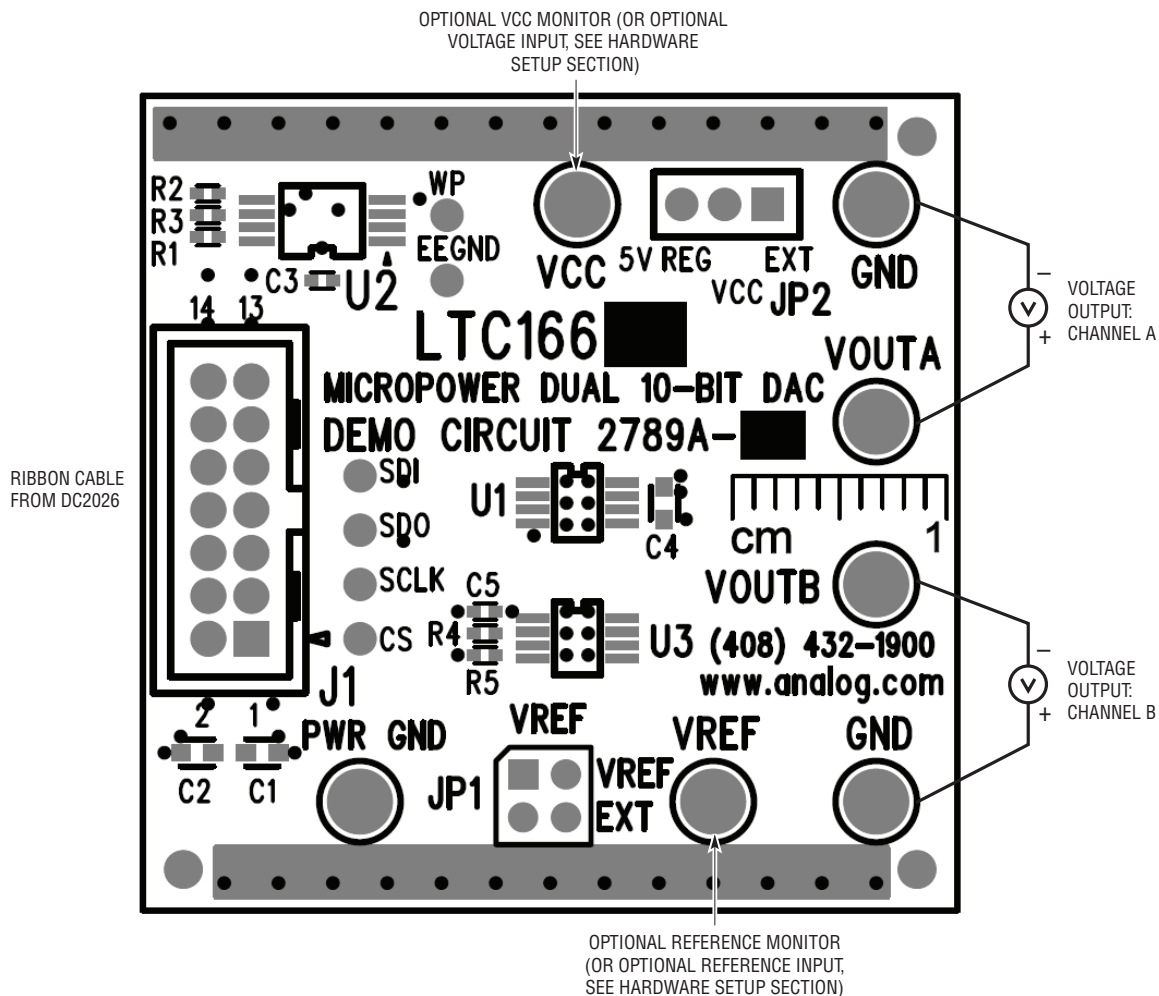 OPTIONAL VCC MONITOR (OR OPTIONAL
VOLTAGE INPUT, SEE HARDWARE
SETUP SECTION)
R2
R3
R1
WP
EEGND
C3
U2
VCC
5V REG
EXT
VCC JP2
GND
14
13
LTC166
VOUTA
MICROPOWER DUAL 10-BIT DAC
DEMO CIRCUIT 2789A-
–
VOLTAGE
OUTPUT:
CHANNEL A
V
+
RIBBON CABLE
FROM DC2026
SDI
SDO
SCLK
CS
U1
C4
cm
1
VOUTB
C5
R4
R5
U3
(408) 432-1900
www.analog.com
–
VOLTAGE
OUTPUT:
CHANNEL B
V
+
J1
2
1
C2
C1
PWR GND
VREF
JP1
VREF
EXT
VREF
GND
OPTIONAL REFERENCE MONITOR
(OR OPTIONAL REFERENCE INPUT,
SEE HARDWARE SETUP SECTION)